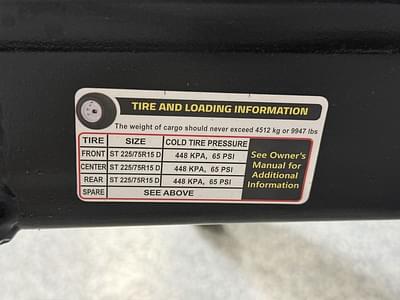 TIRE AND LOADING INFORMATION
The weight of cargo should never exceed 4512 kg or 9947 lbs
TIRE SIZE COLD TIRE PRESSURE
FRONT ST 225/75R15 D 448 KPA, 65 PSI
CENTER ST 225/75R15 D 448 KPA, 65 PSI
REAR ST 225/75R15 D 448 KPA, 65 PSI
SPARE SEE ABOVE
See Owner's
Manual for
Additional
Information